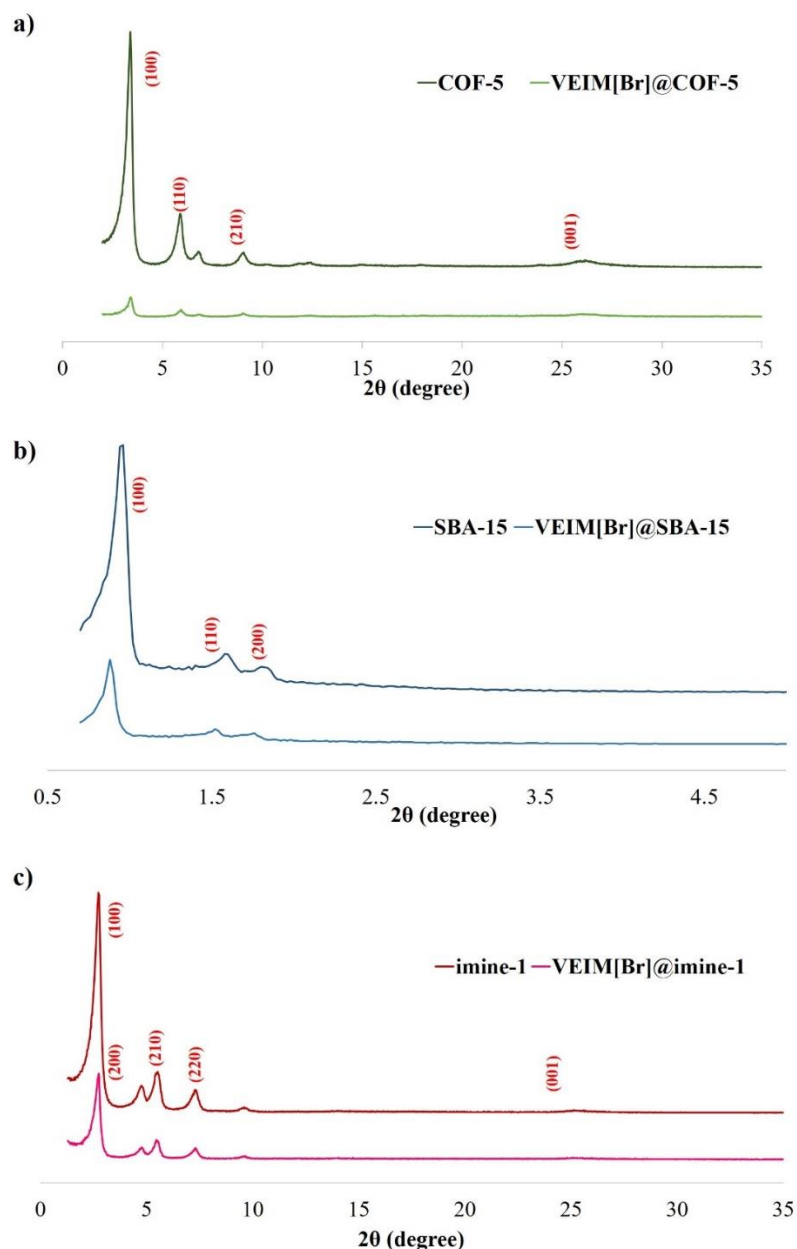 a)
(100)
COF-5 VEIM[Br]@COF-5
(110)
(210)
(001)
0 5 10 15 20 25 30 35
2θ (degree)
b)
(100)
SBA-15 VEIM[Br]@SBA-15
(110)
(200)
0.5 1.5 2.5 3.5 4.5
2θ (degree)
c)
(100)
imine-1 VEIM[Br]@imine-1
(200)
(210)
(220)
(001)
0 5 10 15 20 25 30 35
2θ (degree)